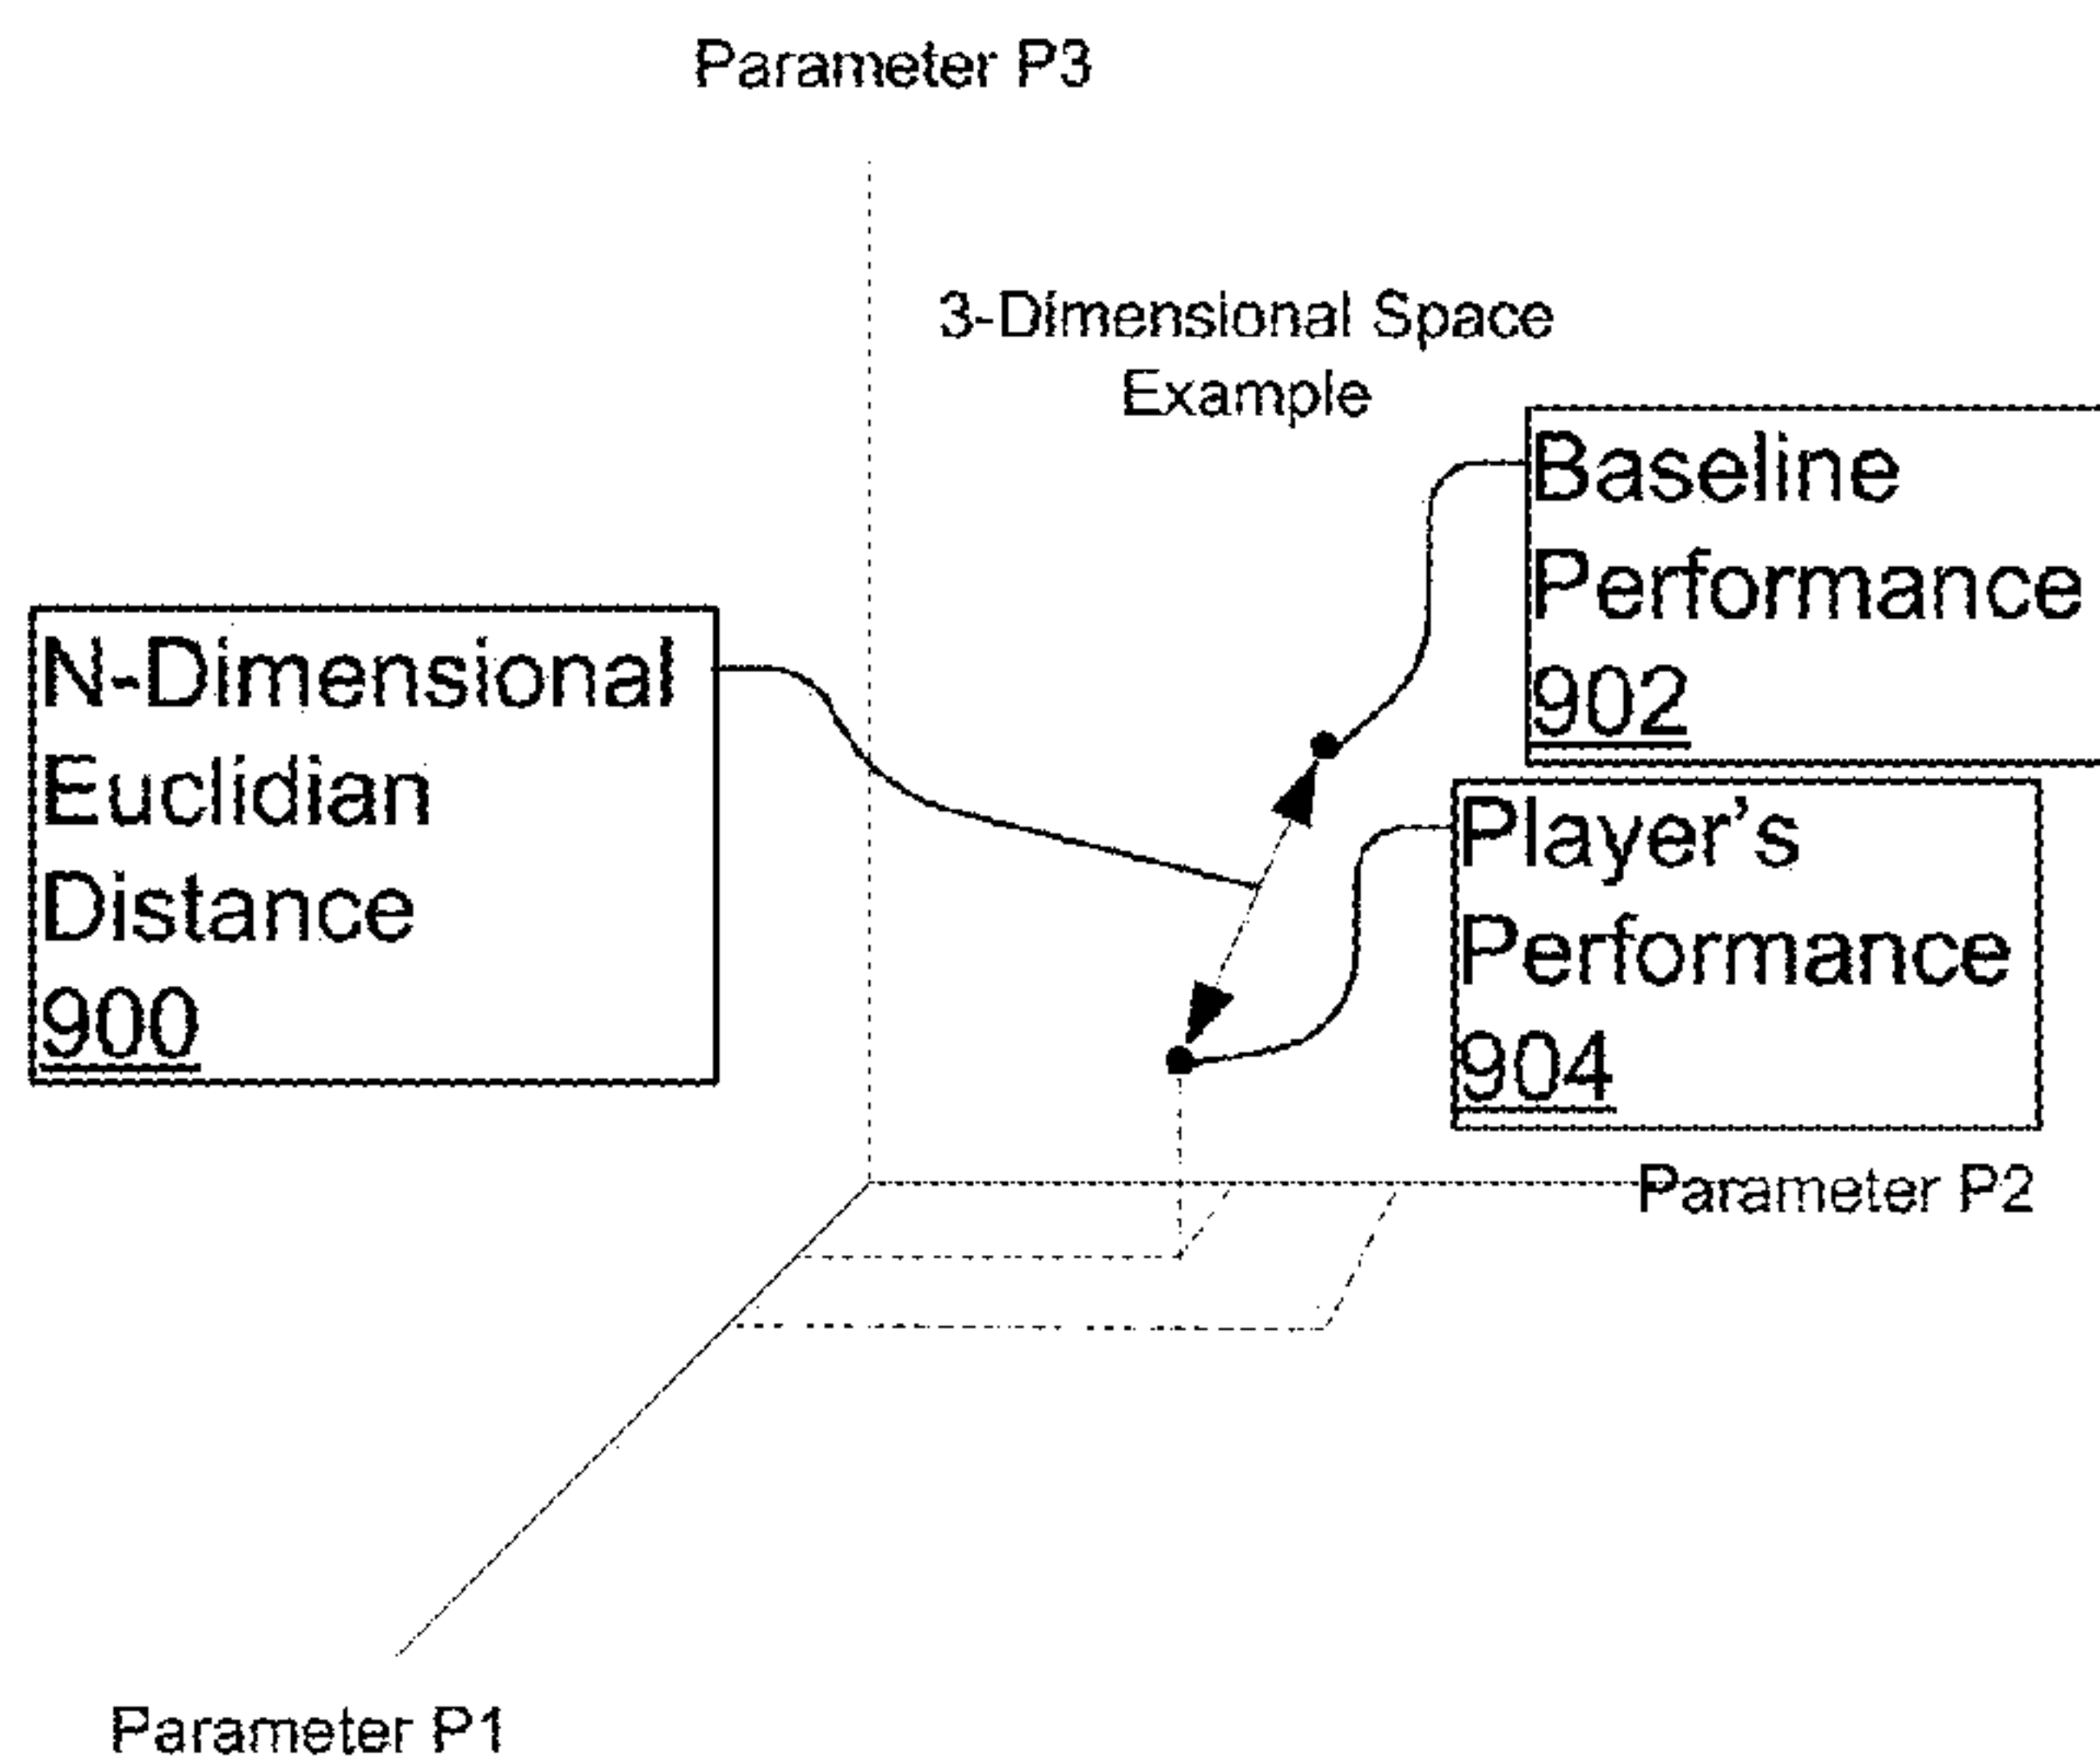 Parameter P3
3-Dimensional Space
Example
Baseline
Performance
902
N-Dimensional
Euclidian
Distance
900
Player's
Performance
904
Parameter P2
Parameter P1